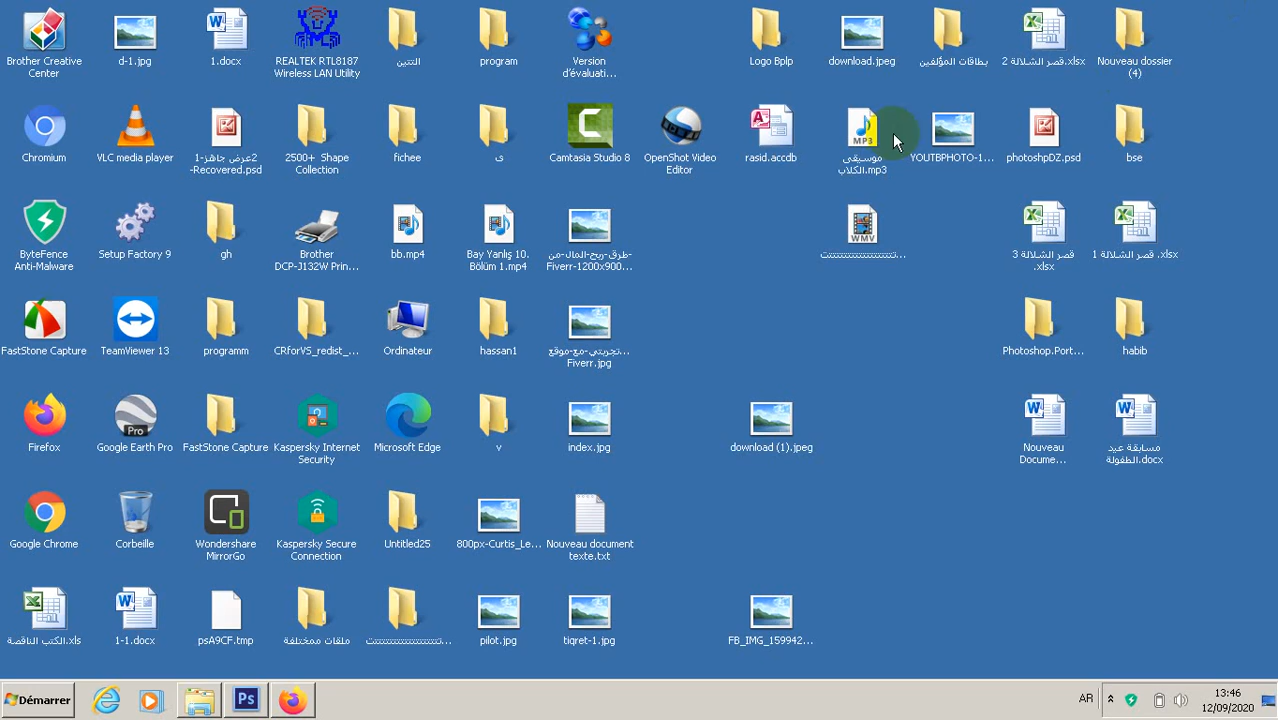 Brother Creative
Center
d-1.jpg
1.docx
REALTEK RTL8187
Wireless LAN Utility
التتين
program
Version
d'évaluati...
Logo Bplp
download.jpeg
بطاقات المؤلفين
قصر الشلالة 2.xlsx
Nouveau dossier
(4)
Chromium
VLC media player
2عرض جاهز-1
-Recovered.psd
2500+ Shape
Collection
fichee
ى
Camtasia Studio 8
OpenShot Video
Editor
rasid.accdb
MP3
موسيقى
الكلاب.mp3
YOUTBPHOTO-1...
photoshpDZ.psd
bse
ByteFence
Anti-Malware
Setup Factory 9
gh
Brother
DCP-J132W Prin...
bb.mp4
Bay Yanlış 10.
Bölüm 1.mp4
طرق-ربح-المال-من-
Fiverr-1200x900...
WMV
قصر الشلالة 3
.xlsx
قصر الشلالة 1.xlsx
FastStone Capture
TeamViewer 13
programm
CRforVS_redist_...
Ordinateur
hassan1
تجربتي-مع-موقع...
Fiverr.jpg
Photoshop.Port...
habib
Firefox
Pro
Google Earth Pro
FastStone Capture
Kaspersky Internet
Security
Microsoft Edge
v
index.jpg
download (1).jpeg
Nouveau
Docume...
مسابقة عيد
الطفولة.docx
Google Chrome
Corbeille
Wondershare
MirrorGo
Kaspersky Secure
Connection
Untitled25
800px-Curtis_Le...
Nouveau document
texte.txt
الكتب الناقصة.xls
1-1.docx
psA9CF.tmp
ملفات ممختلفة
pilot.jpg
tiqret-1.jpg
FB_IMG_159942...
Démarrer
Ps
AR
13:46
12/09/2020